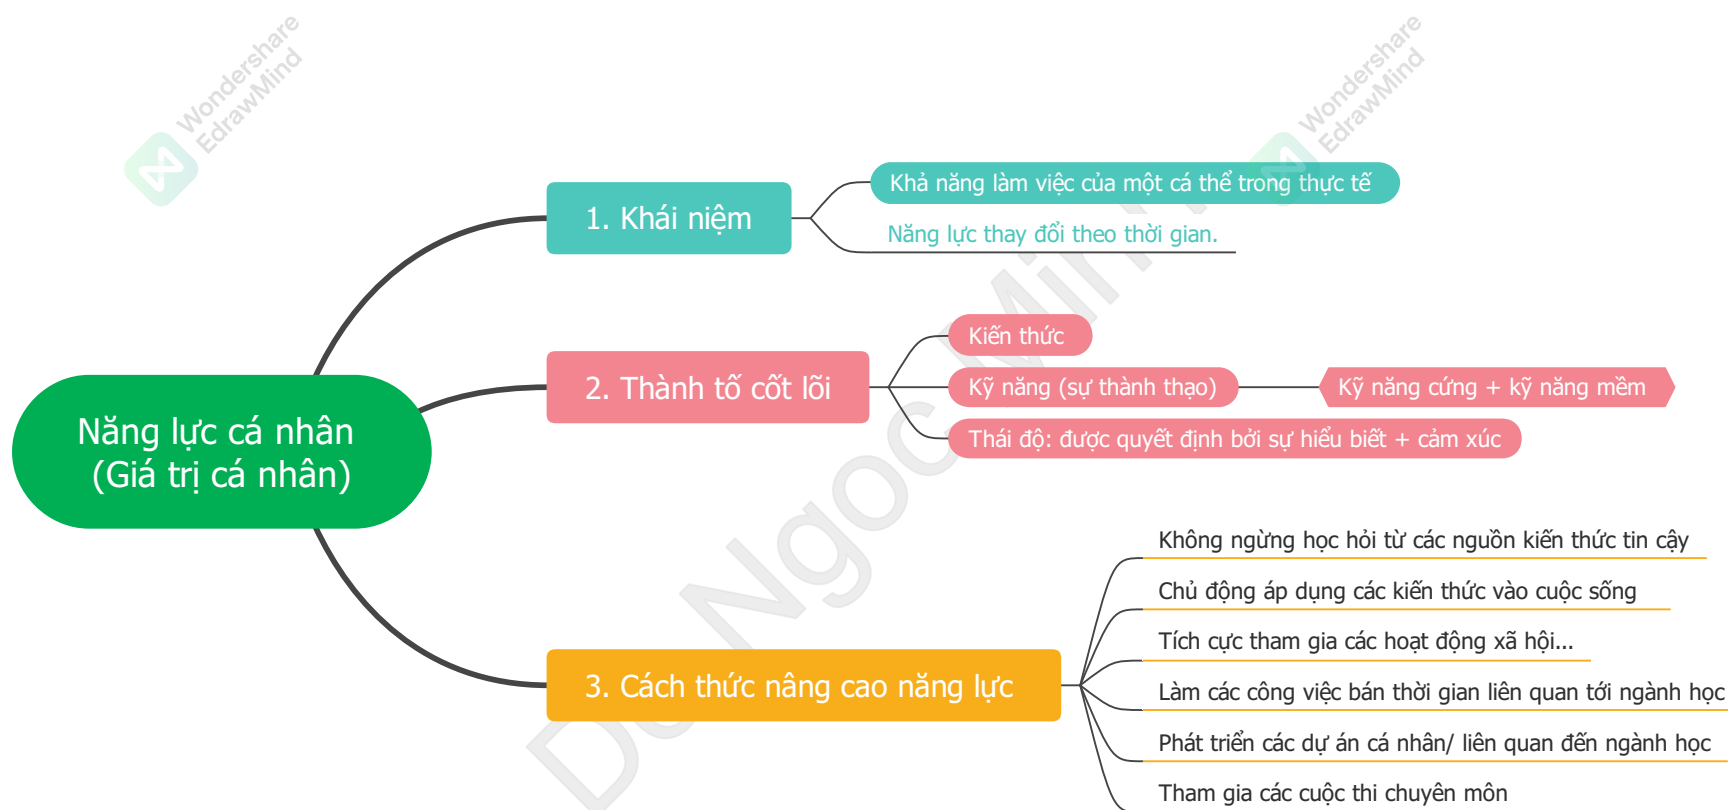 Wondershare
EdrawMind
Wondershare
EdrawMind
Năng lực cá nhân
(Giá trị cá nhân)
1. Khái niệm
Khả năng làm việc của một cá thể trong thực tế
Năng lực thay đổi theo thời gian.
2. Thành tố cốt lõi
Kiến thức
Kỹ năng (sự thành thạo)
Kỹ năng cứng + kỹ năng mềm
Thái độ: được quyết định bởi sự hiểu biết + cảm xúc
3. Cách thức nâng cao năng lực
Không ngừng học hỏi từ các nguồn kiến thức tin cậy
Chủ động áp dụng các kiến thức vào cuộc sống
Tích cực tham gia các hoạt động xã hội...
Làm các công việc bán thời gian liên quan tới ngành học
Phát triển các dự án cá nhân/ liên quan đến ngành học
Tham gia các cuộc thi chuyên môn
Ngoc